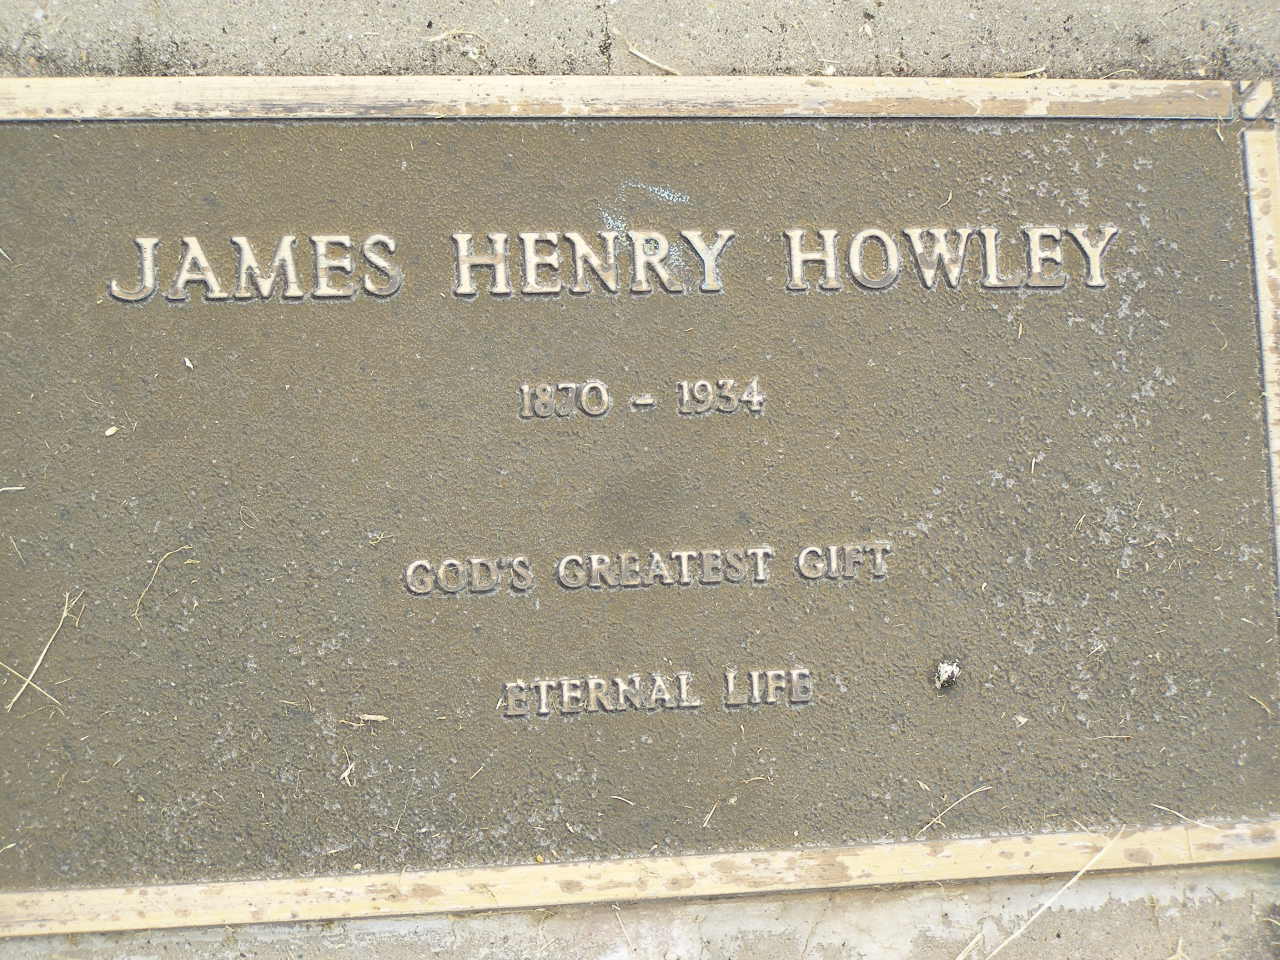 JAMES HENRY HOWLEY
1870 - 1934
GOD'S GREATEST GIFT
ETERNAL LIFE